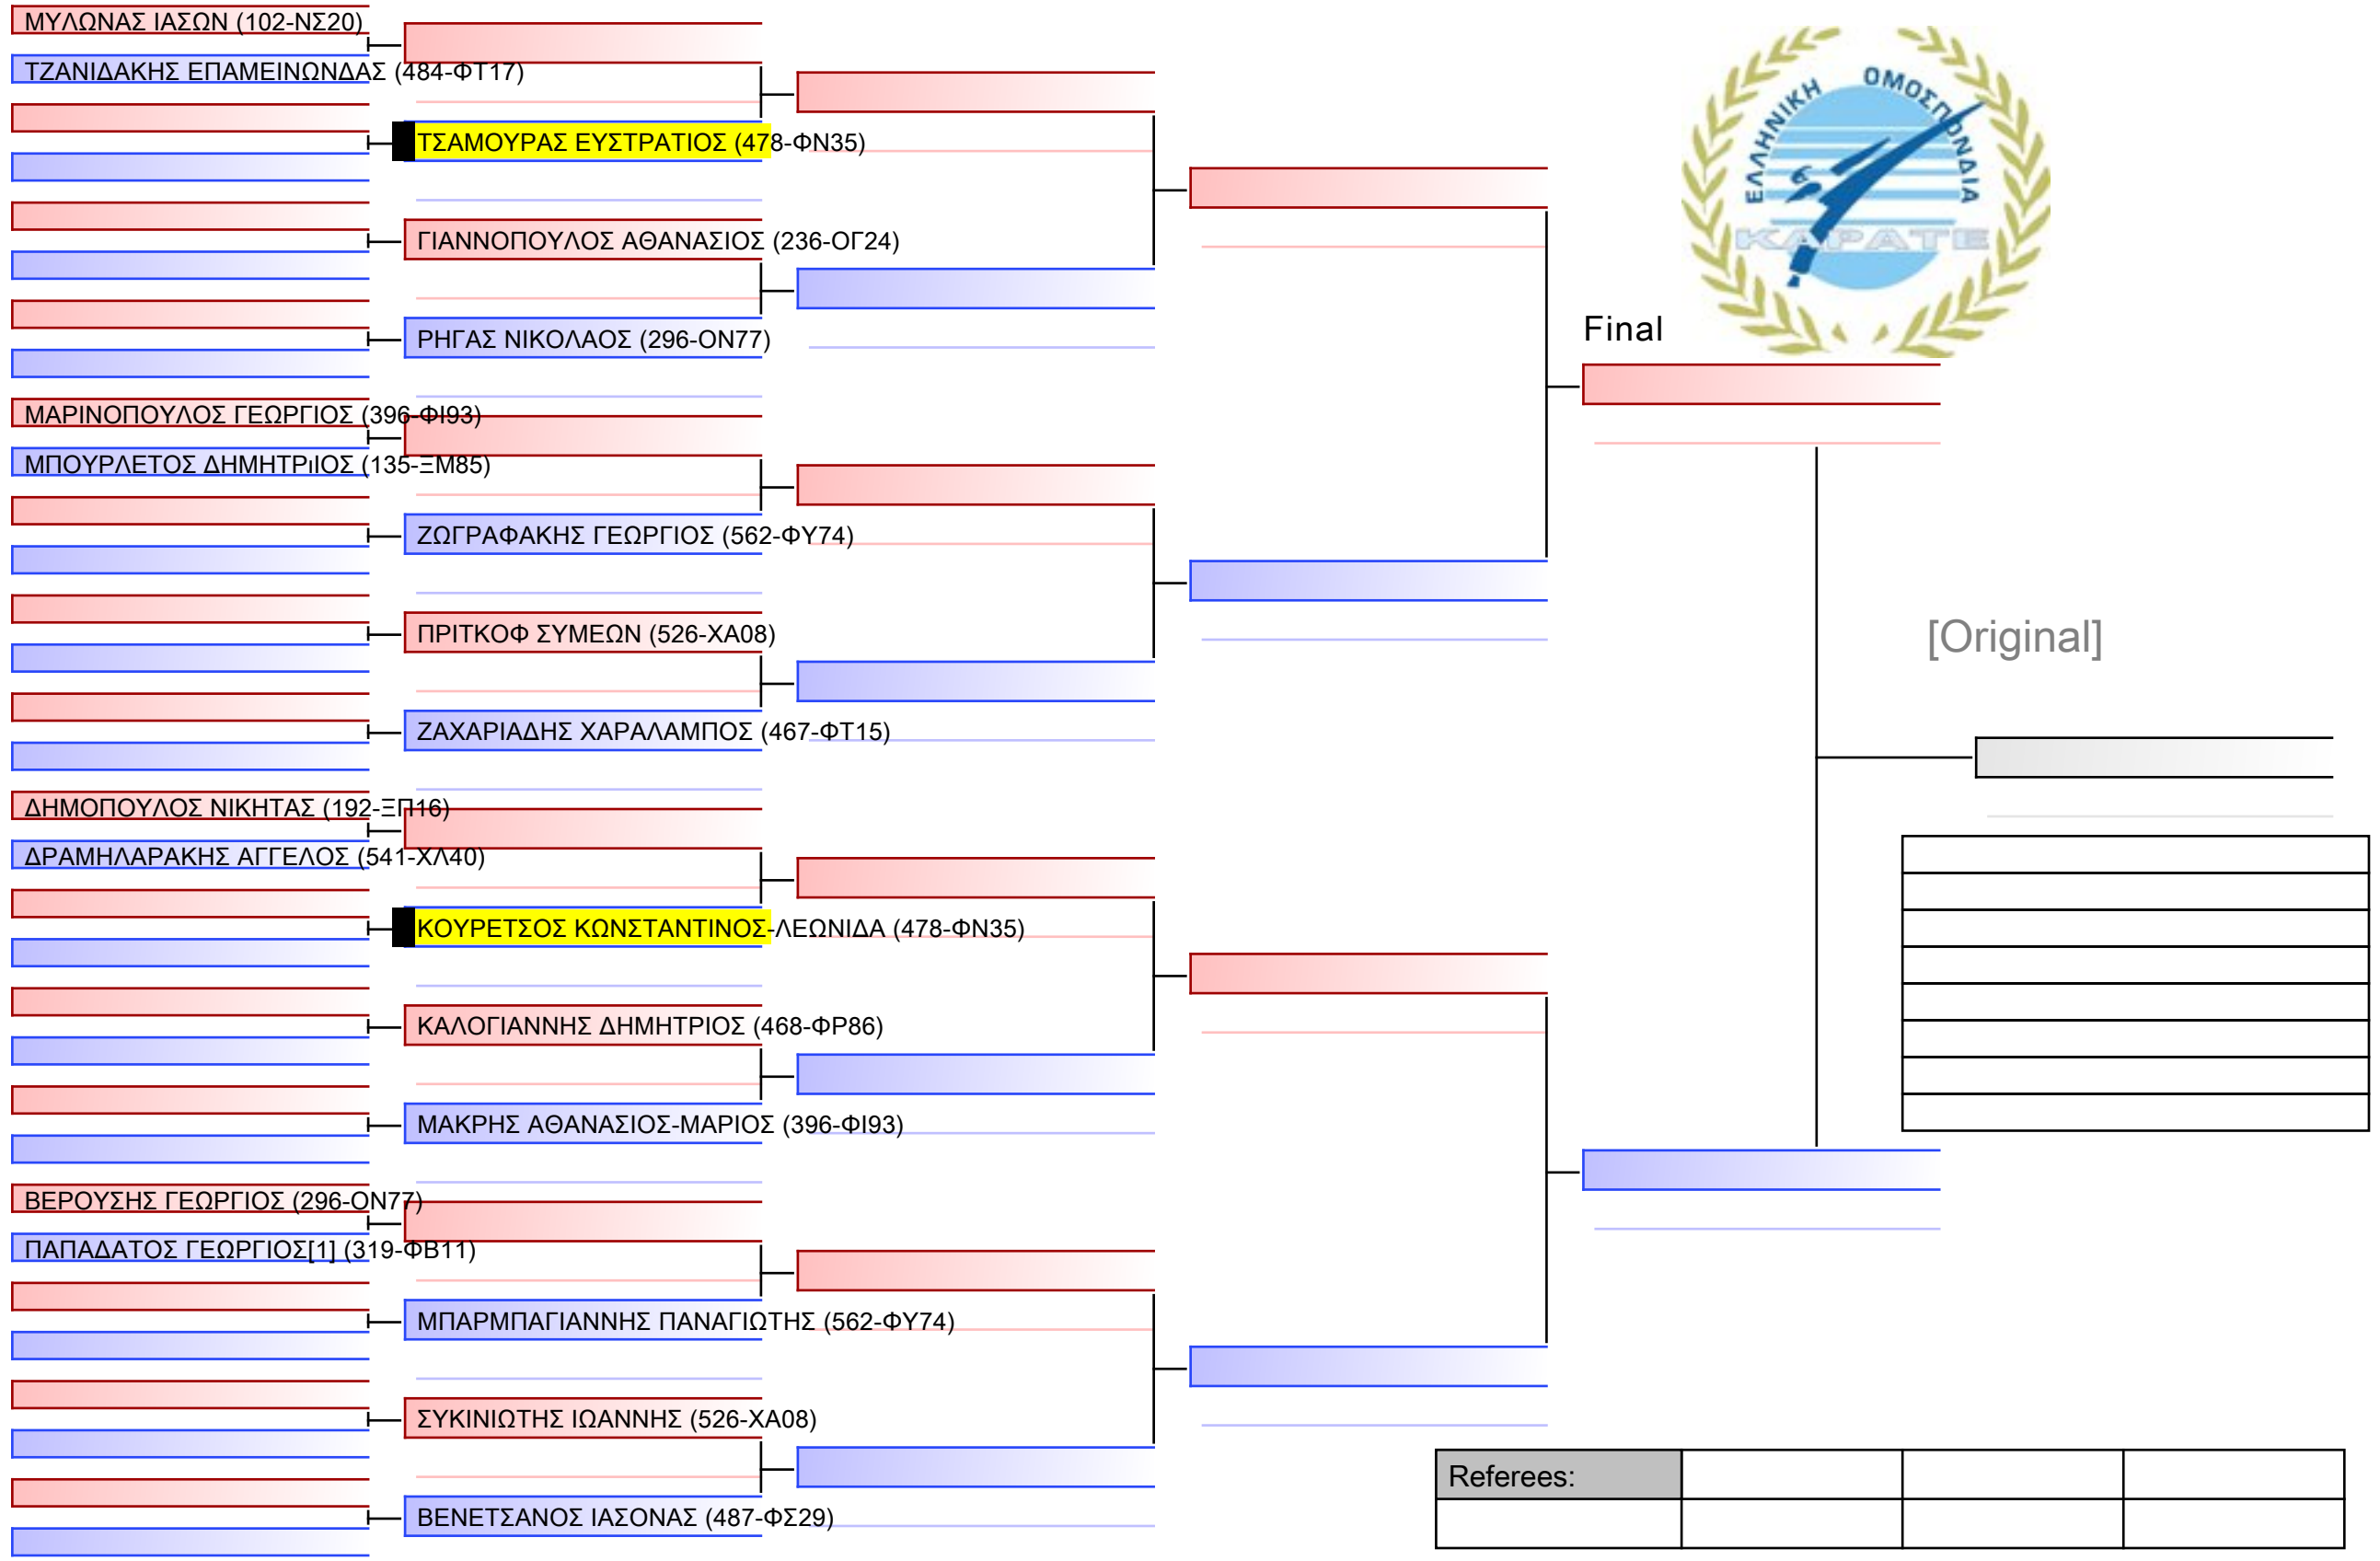 ΜΥΛΩΝΑΣ ΙΑΣΩΝ (102-ΝΣ20)
ΤΖΑΝΙΔΑΚΗΣ ΕΠΑΜΕΙΝΩΝΔΑΣ (484-ΦΤ17)
ΤΣΑΜΟΥΡΑΣ ΕΥΣΤΡΑΤΙΟΣ (478-ΦΝ35)
ΓΙΑΝΝΟΠΟΥΛΟΣ ΑΘΑΝΑΣΙΟΣ (236-ΟΓ24)
ΡΗΓΑΣ ΝΙΚΟΛΑΟΣ (296-ΟΝ77)
ΜΑΡΙΝΟΠΟΥΛΟΣ ΓΕΩΡΓΙΟΣ (396-ΦΙ93)
ΜΠΟΥΡΛΕΤΟΣ ΔΗΜΗΤΡιΙΟΣ (135-ΞΜ85)
ΖΩΓΡΑΦΑΚΗΣ ΓΕΩΡΓΙΟΣ (562-ΦΥ74)
ΠΡΙΤΚΟΦ ΣΥΜΕΩΝ (526-ΧΑ08)
ΖΑΧΑΡΙΑΔΗΣ ΧΑΡΑΛΑΜΠΟΣ (467-ΦΤ15)
ΔΗΜΟΠΟΥΛΟΣ ΝΙΚΗΤΑΣ (192-ΞΠ16)
ΔΡΑΜΗΛΑΡΑΚΗΣ ΑΓΓΕΛΟΣ (541-ΧΛ40)
ΚΟΥΡΕΤΣΟΣ ΚΩΝΣΤΑΝΤΙΝΟΣ-ΛΕΩΝΙΔΑ (478-ΦΝ35)
ΚΑΛΟΓΙΑΝΝΗΣ ΔΗΜΗΤΡΙΟΣ (468-ΦΡ86)
ΜΑΚΡΗΣ ΑΘΑΝΑΣΙΟΣ-ΜΑΡΙΟΣ (396-ΦΙ93)
ΒΕΡΟΥΣΗΣ ΓΕΩΡΓΙΟΣ (296-ΟΝ77)
ΠΑΠΑΔΑΤΟΣ ΓΕΩΡΓΙΟΣ[1] (319-ΦΒ11)
ΜΠΑΡΜΠΑΓΙΑΝΝΗΣ ΠΑΝΑΓΙΩΤΗΣ (562-ΦΥ74)
ΣΥΚΙΝΙΩΤΗΣ ΙΩΑΝΝΗΣ (526-ΧΑ08)
ΒΕΝΕΤΣΑΝΟΣ ΙΑΣΟΝΑΣ (487-ΦΣ29)
ΕΛΛΗΝΙΚΗ ΟΜΟΣΠΟΝΔΙΑ
ΚΑΡΑΤΕ
Final
[Original]
Referees: